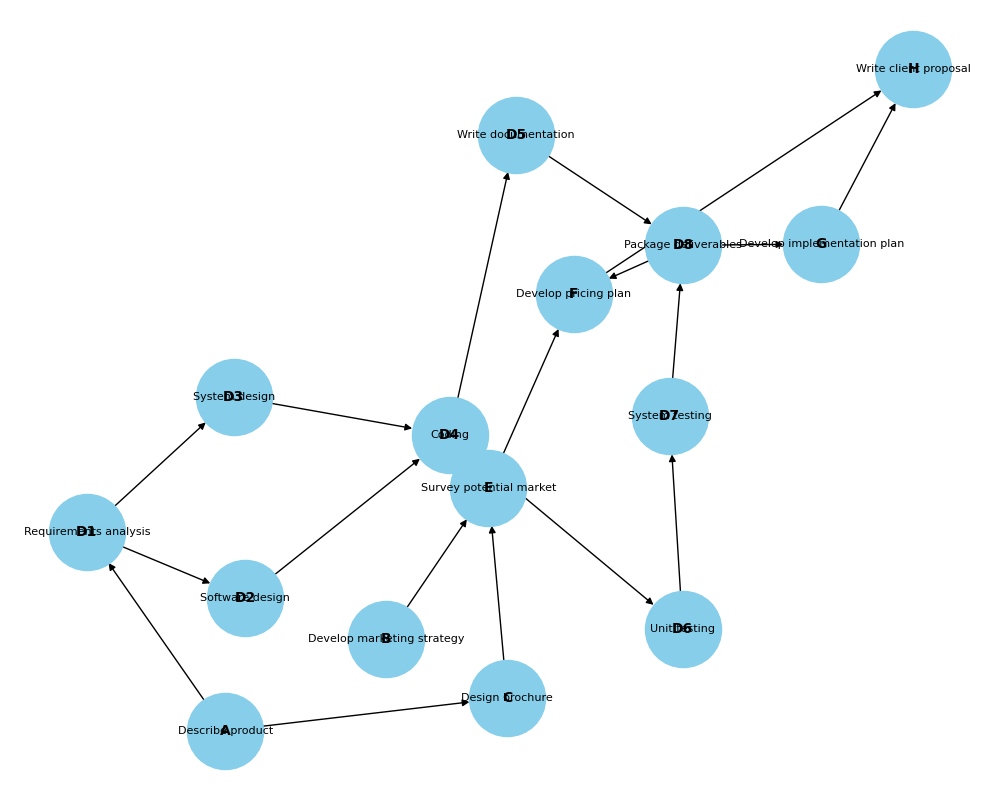 H
Write client proposal
D5
Write documentation
D8
Package deliverables
G
Develop implementation plan
F
Develop pricing plan
D3
System design
D7
System testing
D4
Coding
E
Survey potential market
D1
Requirements analysis
D2
Software design
D6
Unit testing
B
Develop marketing strategy
C
Design brochure
A
Describe product